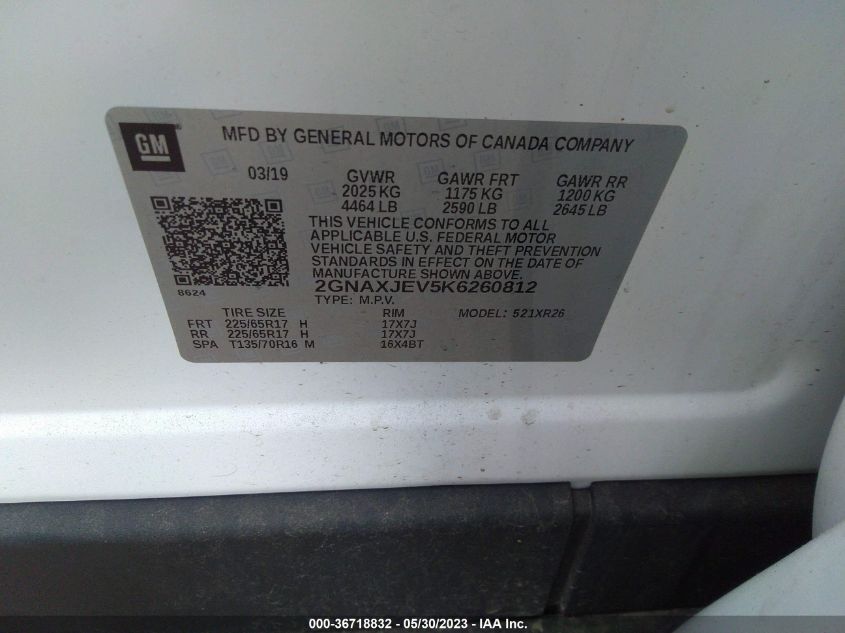 GM
MFD BY GENERAL MOTORS OF CANADA COMPANY
03/19 GVWR GAWR FRT GAWR RR
2025 KG 1175 KG 1200 KG
4464 LB 2590 LB 2645 LB
THIS VEHICLE CONFORMS TO ALL
APPLICABLE U.S. FEDERAL MOTOR
VEHICLE SAFETY AND THEFT PREVENTION
STANDARDS IN EFFECT ON THE DATE OF
MANUFACTURE SHOWN ABOVE.
8624 2GNAXJEV5K6260812
TYPE: M.P.V.
TIRE SIZE RIM MODEL: 521XR26
FRT 225/65R17 H 17X7J
RR 225/65R17 H 17X7J
SPA T135/70R16 M 16X4BT
000-36718832 - 05/30/2023 - IAA Inc.